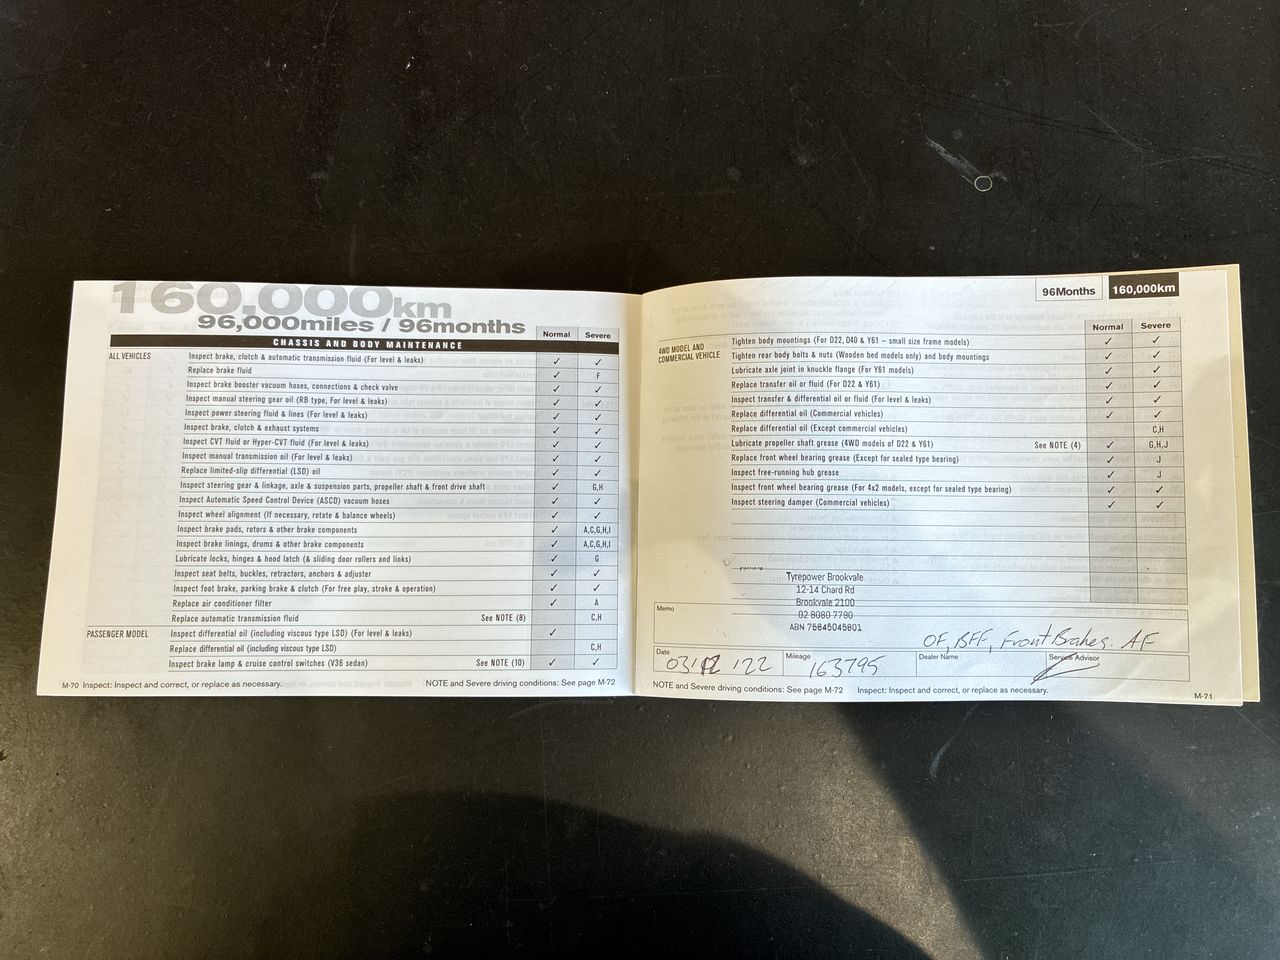 160,000km
96,000miles / 96months
Normal Severe
CHASSIS AND BODY MAINTENANCE
ALL VEHICLES Inspect brake, clutch & automatic transmission fluid (For level & leaks) ✓ ✓
Replace brake fluid ✓ F
Inspect brake booster vacuum hoses, connections & check valve ✓ ✓
Inspect manual steering gear oil (RB type, For level & leaks) ✓ ✓
Inspect power steering fluid & lines (For level & leaks) ✓ ✓
Inspect brake, clutch & exhaust systems ✓ ✓
Inspect CVT fluid or Hyper-CVT fluid (For level & leaks) ✓ ✓
Inspect manual transmission oil (For level & leaks) ✓ ✓
Replace limited-slip differential (LSD) oil ✓ ✓
Inspect steering gear & linkage, axle & suspension parts, propeller shaft & front drive shaft ✓ G,H
Inspect Automatic Speed Control Device (ASCD) vacuum hoses ✓ ✓
Inspect wheel alignment (If necessary, rotate & balance wheels) ✓ ✓
Inspect brake pads, rotors & other brake components ✓ A,C,G,H,I
Inspect brake linings, drums & other brake components ✓ A,C,G,H,I
Lubricate locks, hinges & hood latch (& sliding door rollers and links) ✓ G
Inspect seat belts, buckles, retractors, anchors & adjuster ✓ ✓
Inspect foot brake, parking brake & clutch (For free play, stroke & operation) ✓ ✓
Replace air conditioner filter ✓ A
Replace automatic transmission fluid See NOTE (8) C,H
PASSENGER MODEL Inspect differential oil (including viscous type LSD) (For level & leaks) ✓
Replace differential oil (including viscous type LSD) C,H
Inspect brake lamp & cruise control switches (V36 sedan) See NOTE (10) ✓ ✓
M-70 Inspect: Inspect and correct, or replace as necessary. NOTE and Severe driving conditions: See page M-72
96Months 160,000km
Normal Severe
4WD MODEL AND
COMMERCIAL VEHICLE
Tighten body mountings (For D22, D40 & Y61 – small size frame models) ✓ ✓
Tighten rear body bolts & nuts (Wooden bed models only) and body mountings ✓ ✓
Lubricate axle joint in knuckle flange (For Y61 models) ✓ ✓
Replace transfer oil or fluid (For D22 & Y61) ✓ ✓
Inspect transfer & differential oil or fluid (For level & leaks) ✓ ✓
Replace differential oil (Commercial vehicles) ✓ ✓
Replace differential oil (Except commercial vehicles) C,H
Lubricate propeller shaft grease (4WD models of D22 & Y61) See NOTE (4) ✓ G,H,J
Replace front wheel bearing grease (Except for sealed type bearing) ✓ J
Inspect free-running hub grease ✓ J
Inspect front wheel bearing grease (For 4x2 models, except for sealed type bearing) ✓ ✓
Inspect steering damper (Commercial vehicles) ✓ ✓
Tyrepower Brookvale
12-14 Chard Rd
Brookvale 2100
02 8080 7790
ABN 75645045801
Memo
OF, BFF, Front Brakes. AF
Date 03/12/22 Mileage 163795 Dealer Name Service Advisor
NOTE and Severe driving conditions: See page M-72 Inspect: Inspect and correct, or replace as necessary.
M-71